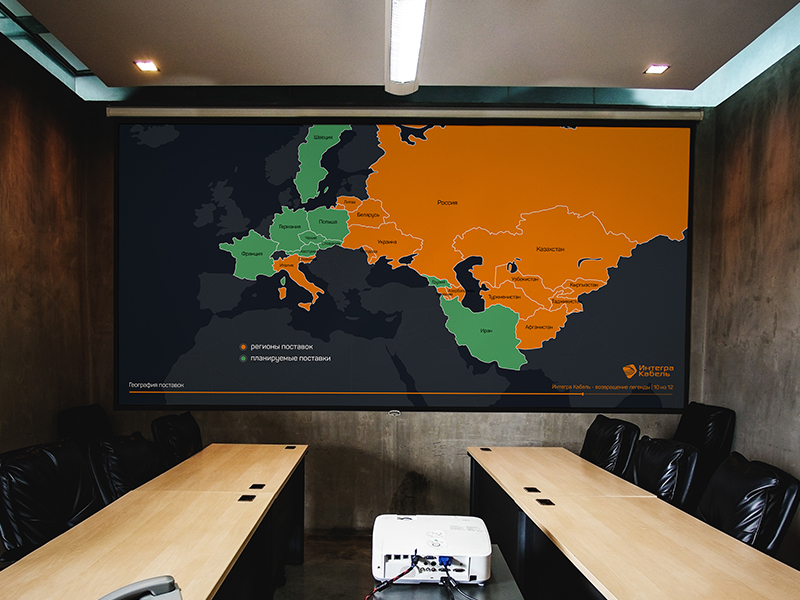 Швеция
Литва
Беларусь
Россия
Польша
Германия
Украина
Франция
Италия
Казахстан
Узбекистан
Кыргызстан
Туркменистан
Таджикистан
Афганистан
Иран
регионы поставок
планируемые поставки
Интегра
Кабель
География поставок
Интегра Кабель - возвращение легенды | 10 из 12